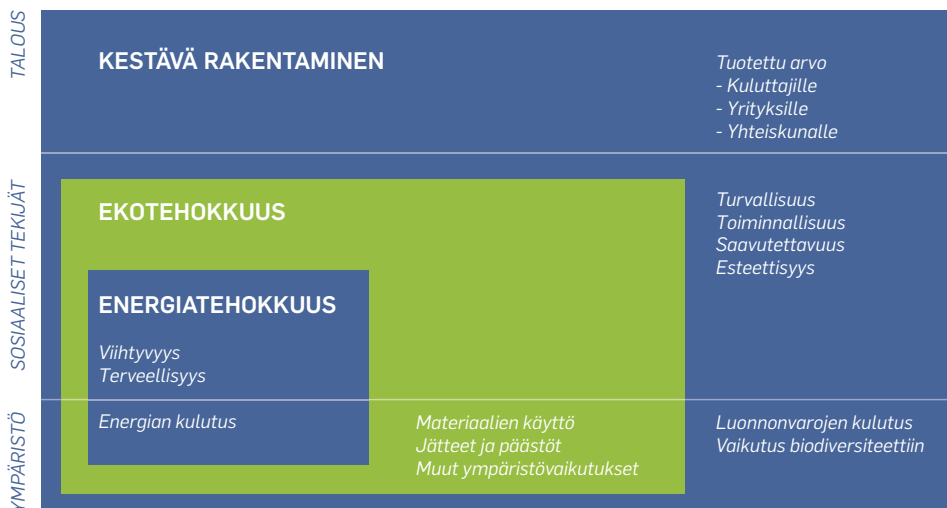 TALOUS
KESTÄVÄ RAKENTAMINEN
Tuotettu arvo
- Kuluttajille
- Yrityksille
- Yhteiskunalle
SOSIAALISET TEKIJÄT
EKOTEHOKKUUS
Turvallisuus
Toiminnallisuus
Saavutettavuus
Esteettisyys
ENERGIATEHOKKUUS
Viihtyvyys
Terveellisyys
YMPÄRISTÖ
Energian kulutus
Materiaalien käyttö
Jätteet ja päästöt
Muut ympäristövaikutukset
Luonnonvarojen kulutus
Vaikutus biodiversiteettiin